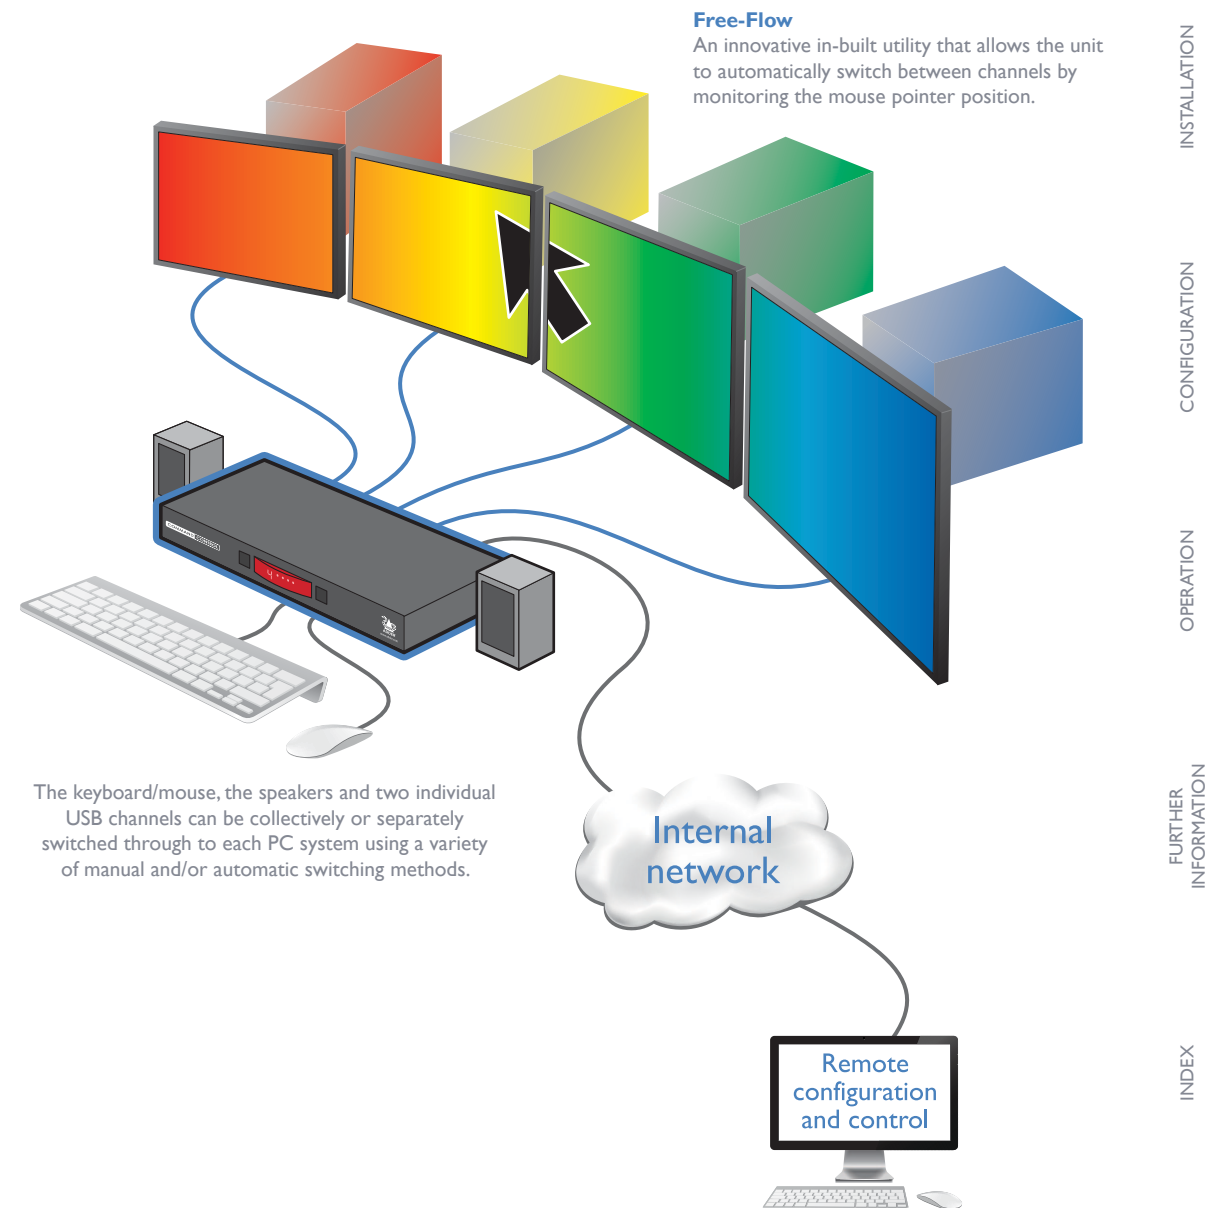 Free-Flow
An innovative in-built utility that allows the unit
to automatically switch between channels by
monitoring the mouse pointer position.
INSTALLATION
CONFIGURATION
OPERATION
FURTHER
INFORMATION
INDEX
The keyboard/mouse, the speakers and two individual
USB channels can be collectively or separately
switched through to each PC system using a variety
of manual and/or automatic switching methods.
Internal
network
Remote
configuration
and control